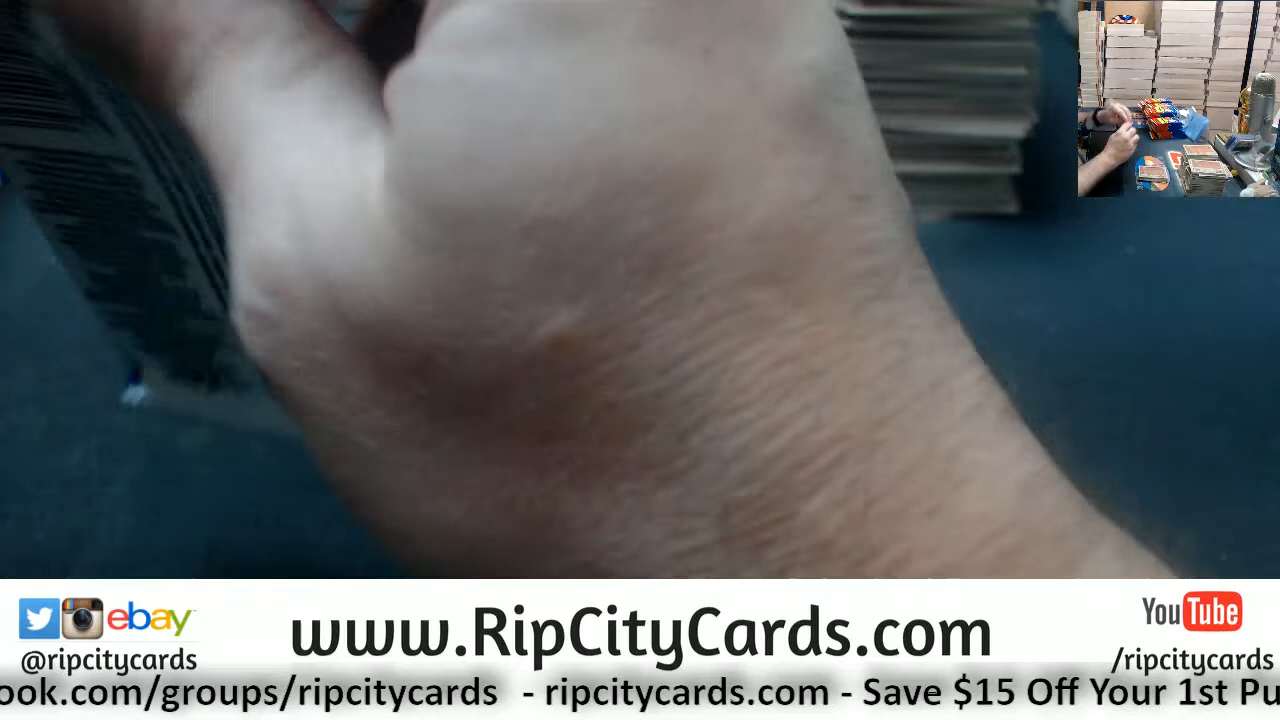 ebay
www.RipCityCards.com
YouTube
@ripcitycards
/ripcitycards
ook.com/groups/ripcitycards - ripcitycards.com - Save $15 Off Your 1st Pu